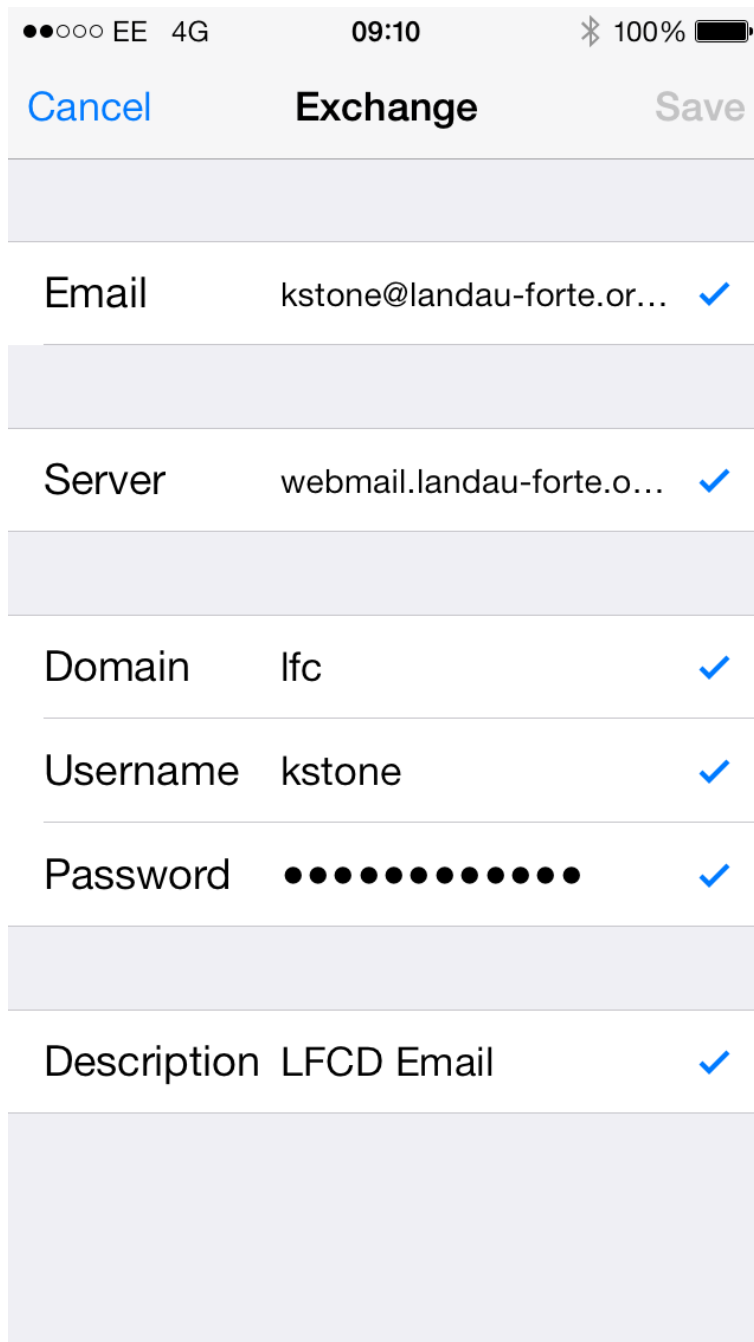 ●●○○○ EE 4G 09:10 100%
Cancel Exchange Save
Email kstone@landau-forte.or...
Server webmail.landau-forte.o...
Domain lfc
Username kstone
Password ●●●●●●●●●●●●
Description LFCD Email